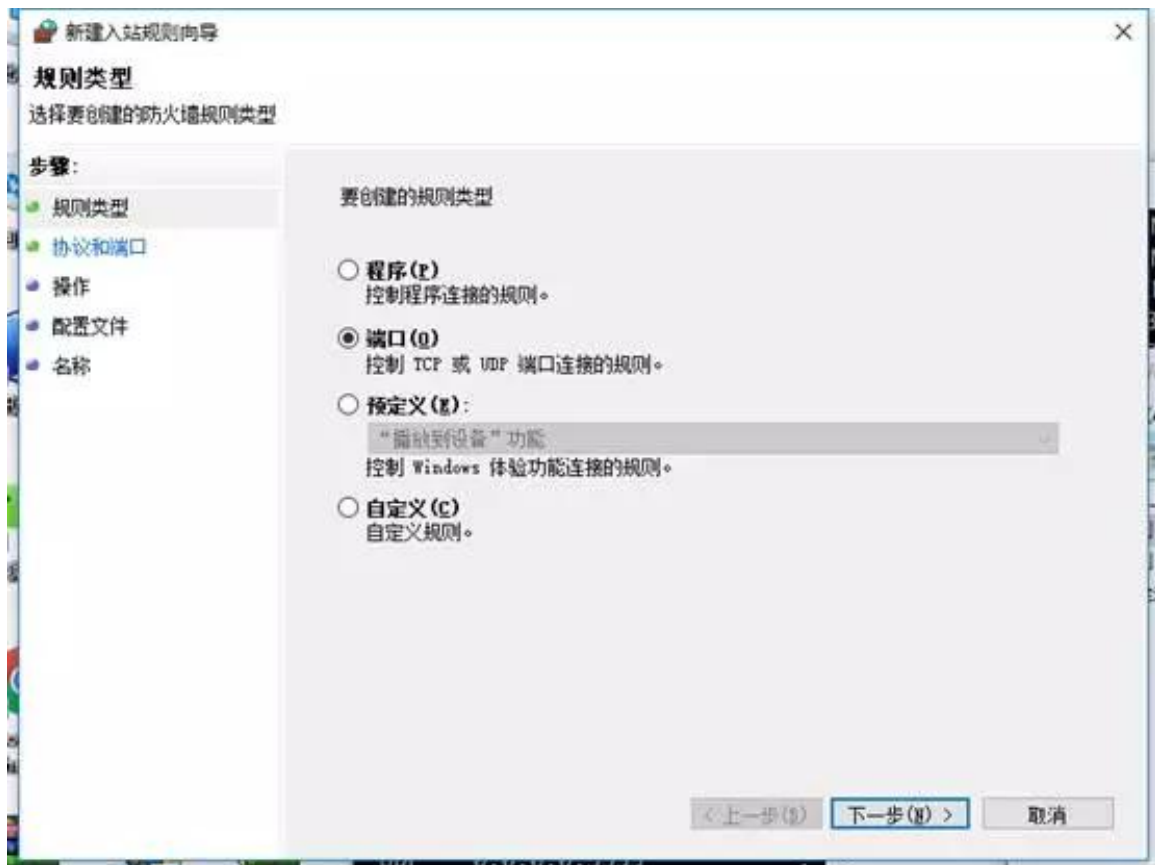 新建入站规则向导
规则类型
选择要创建的防火墙规则类型
步骤:
规则类型
协议和端口
操作
配置文件
名称
要创建的规则类型
程序(P)
控制程序连接的规则。
端口(O)
控制 TCP 或 UDP 端口连接的规则。
预定义(E):
“播放到设备”功能
控制 Windows 体验功能连接的规则。
自定义(C)
自定义规则。
< 上一步(B)
下一步(N) >
取消